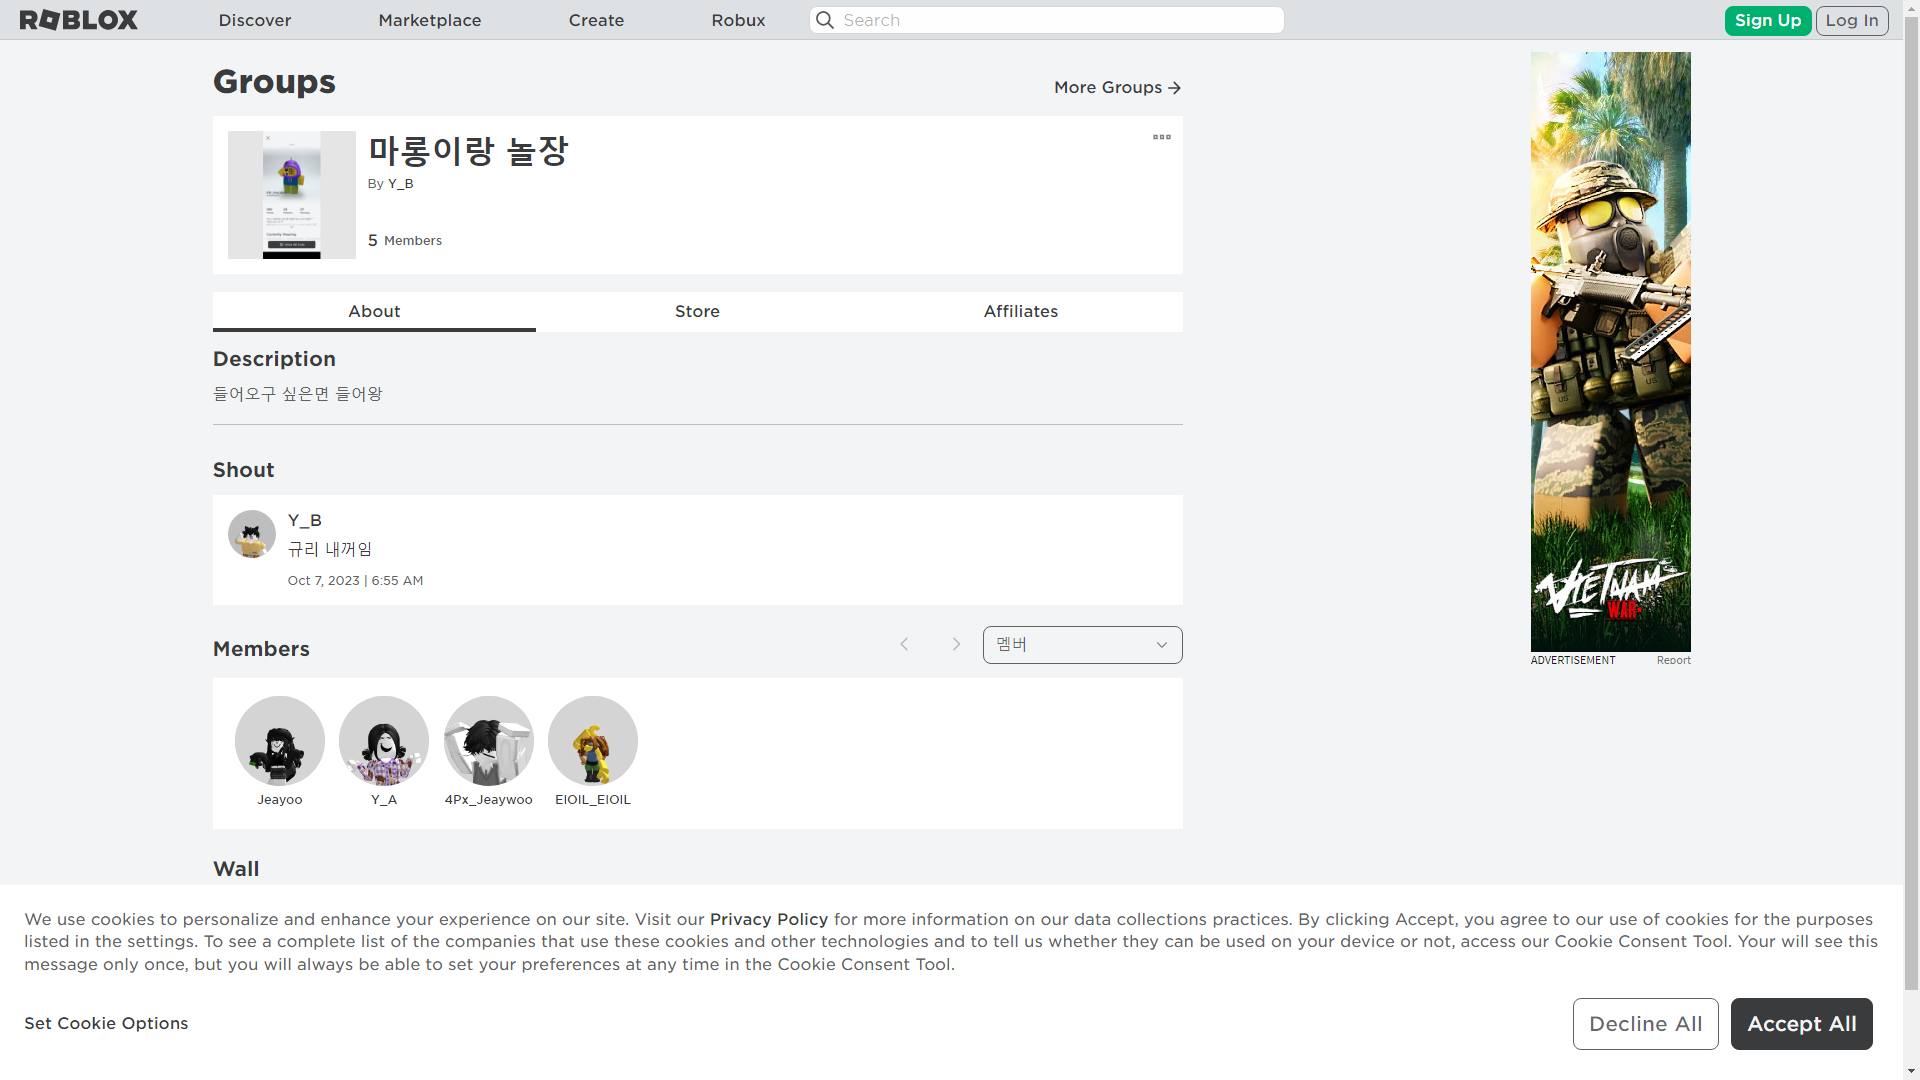 ROBLOX
Discover
Marketplace
Create
Robux
Search
Sign Up
Log In
Groups
More Groups
마롱이랑 놀장
By Y_B
5 Members
About
Store
Affiliates
Description
들어오구 싶은면 들어왕
Shout
Y_B
규리 내꺼임
Oct 7, 2023 | 6:55 AM
Members
멤버
Jeayoo
Y_A
4Px_Jeaywoo
EIOIL_EIOIL
Wall
US
US
VIETNAM
WAR
ADVERTISEMENT
Report
We use cookies to personalize and enhance your experience on our site. Visit our Privacy Policy for more information on our data collections practices. By clicking Accept, you agree to our use of cookies for the purposes
listed in the settings. To see a complete list of the companies that use these cookies and other technologies and to tell us whether they can be used on your device or not, access our Cookie Consent Tool. Your will see this
message only once, but you will always be able to set your preferences at any time in the Cookie Consent Tool.
Set Cookie Options
Decline All
Accept All